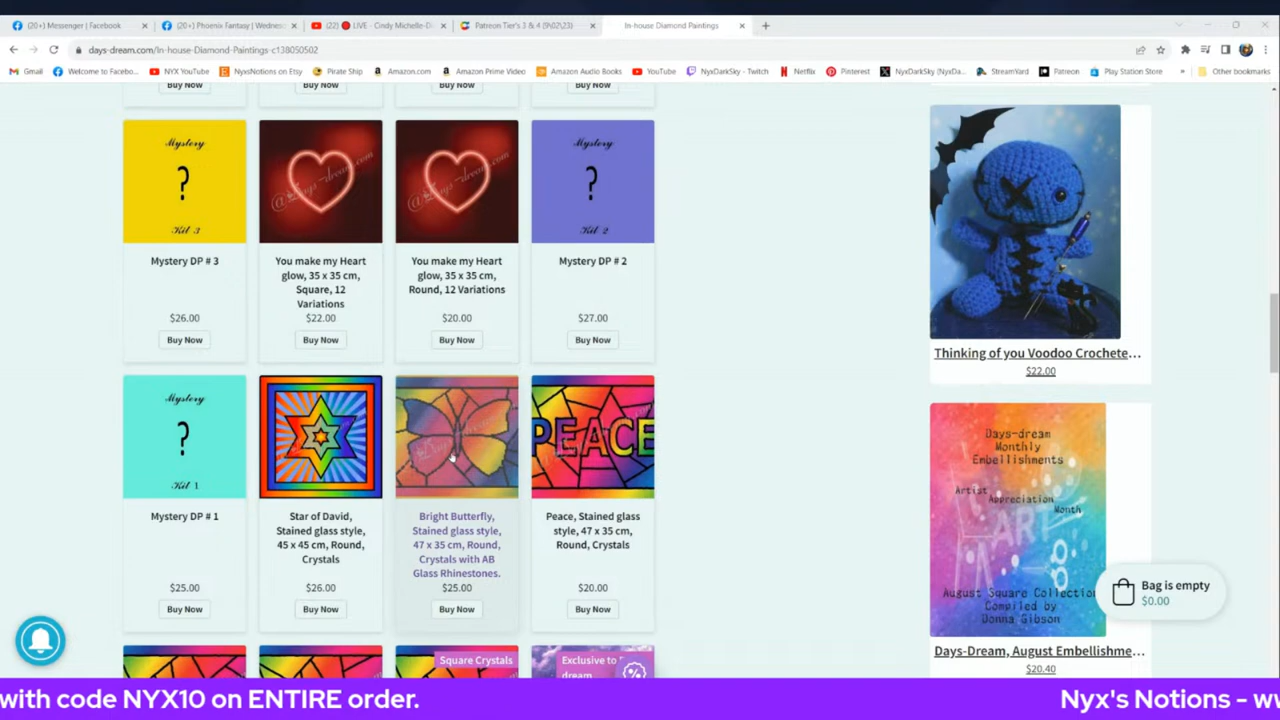 (20+) Messenger | Facebook
(20+) Phoenix Fantasy | Wednes
(22) 🔴 LIVE - Cindy Michelle-D
Patreon Tier's 3 & 4 (9\02\23)
In-house Diamond Paintings
days-dream.com/In-house-Diamond-Paintings-c138050502
Gmail
Welcome to Facebo...
NYX YouTube
NyxsNotions on Etsy
Pirate Ship
Amazon.com
Amazon Prime Video
Amazon Audio Books
YouTube
NyxDarkSky - Twitch
Netflix
Pinterest
NyxDarkSky (NyxDa...
StreamYard
Patreon
Play Station Store
»
Other bookmarks
Buy Now
Buy Now
Buy Now
Buy Now
Mystery
?
Kit 3
Mystery
?
Kit 2
Mystery DP # 3
You make my Heart
glow, 35 x 35 cm,
Square, 12
Variations
You make my Heart
glow, 35 x 35 cm,
Round, 12 Variations
Mystery DP # 2
$26.00
$22.00
$20.00
$27.00
Buy Now
Buy Now
Buy Now
Buy Now
Mystery
?
Kit 1
PEACE
Mystery DP # 1
Star of David,
Stained glass style,
45 x 45 cm, Round,
Crystals
Bright Butterfly,
Stained glass style,
47 x 35 cm, Round,
Crystals with AB
Glass Rhinestones.
Peace, Stained glass
style, 47 x 35 cm,
Round, Crystals
$25.00
$26.00
$25.00
$20.00
Buy Now
Buy Now
Buy Now
Buy Now
Square Crystals
Exclusive to
dream
Thinking of you Voodoo Crochete...
$22.00
Days-dream
Monthly
Embellishments
Artist
Appreciation
Month
ART
August Square Collection
Compiled by
Donna Gibson
Days-Dream, August Embellishme...
$20.40
Bag is empty
$0.00
with code NYX10 on ENTIRE order.
Nyx's Notions - w